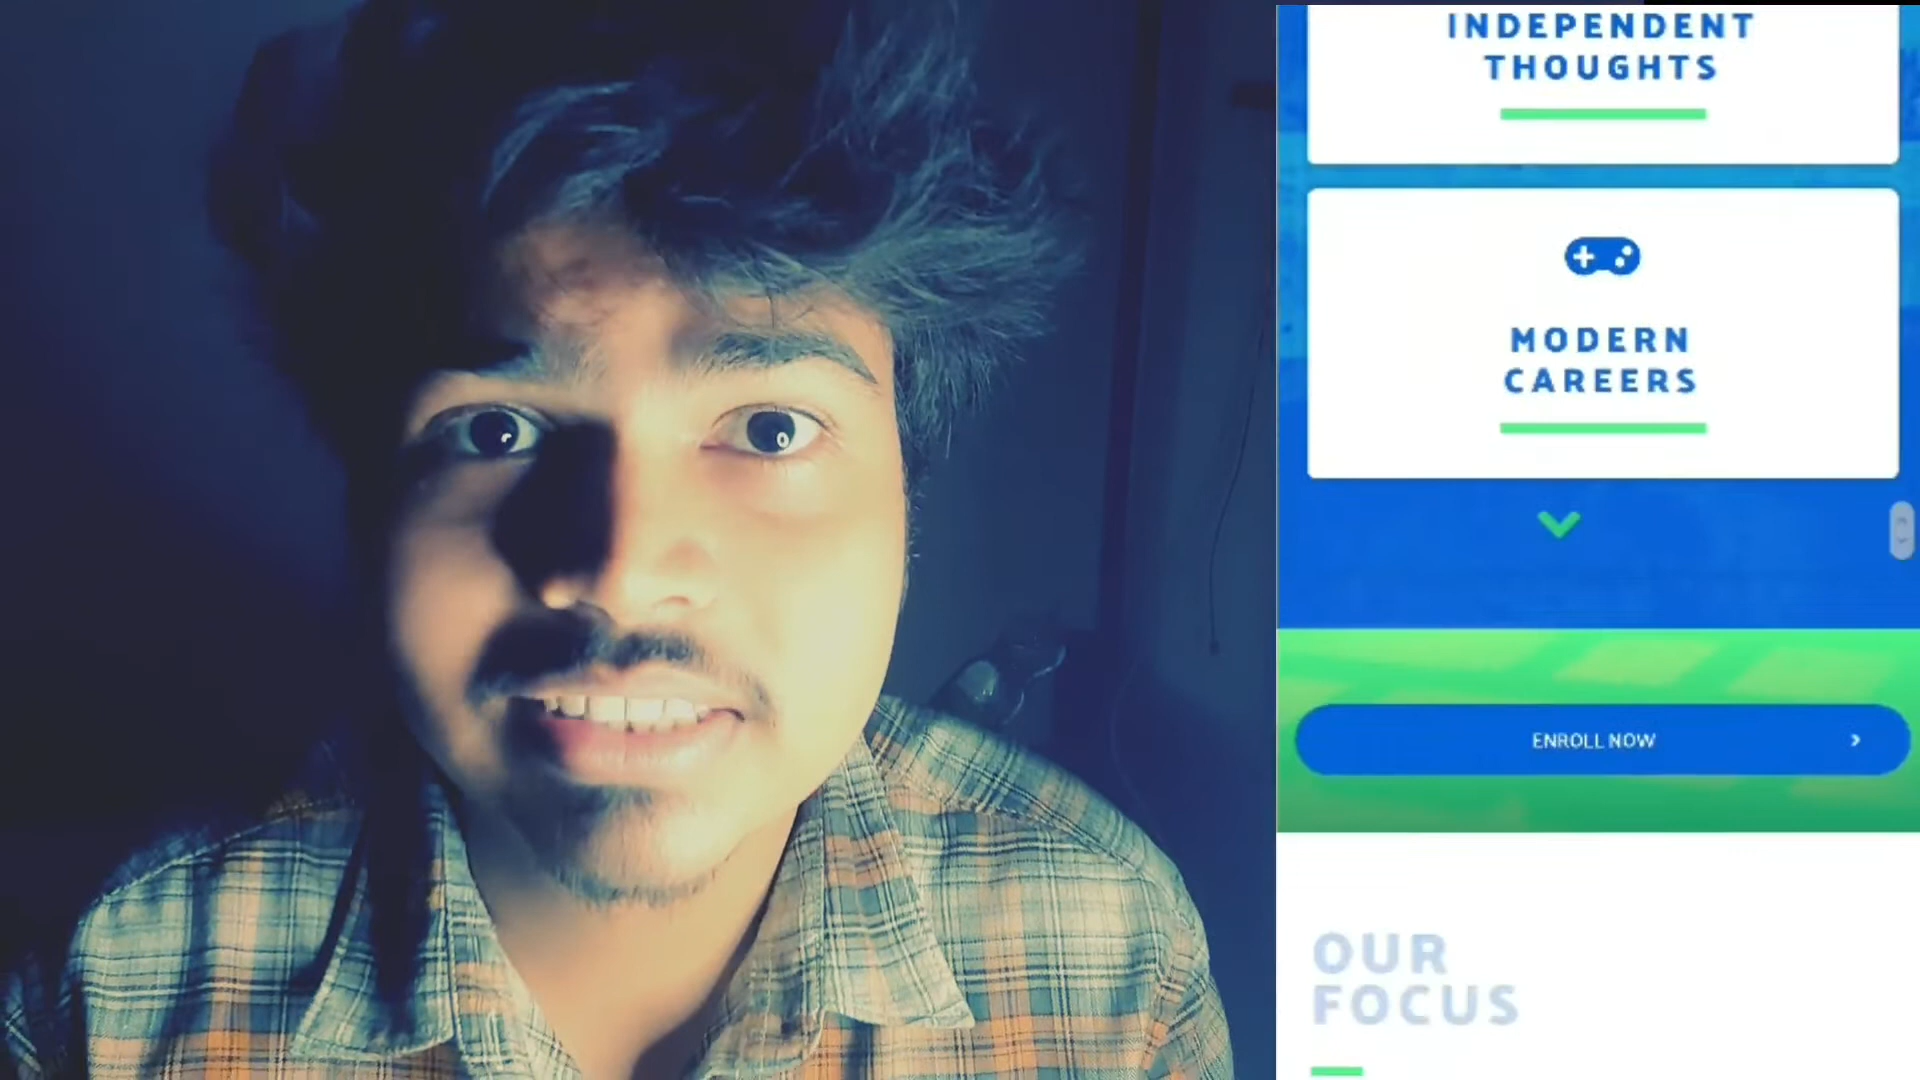 INDEPENDENT
THOUGHTS
MODERN
CAREERS
ENROLL NOW
OUR
FOCUS